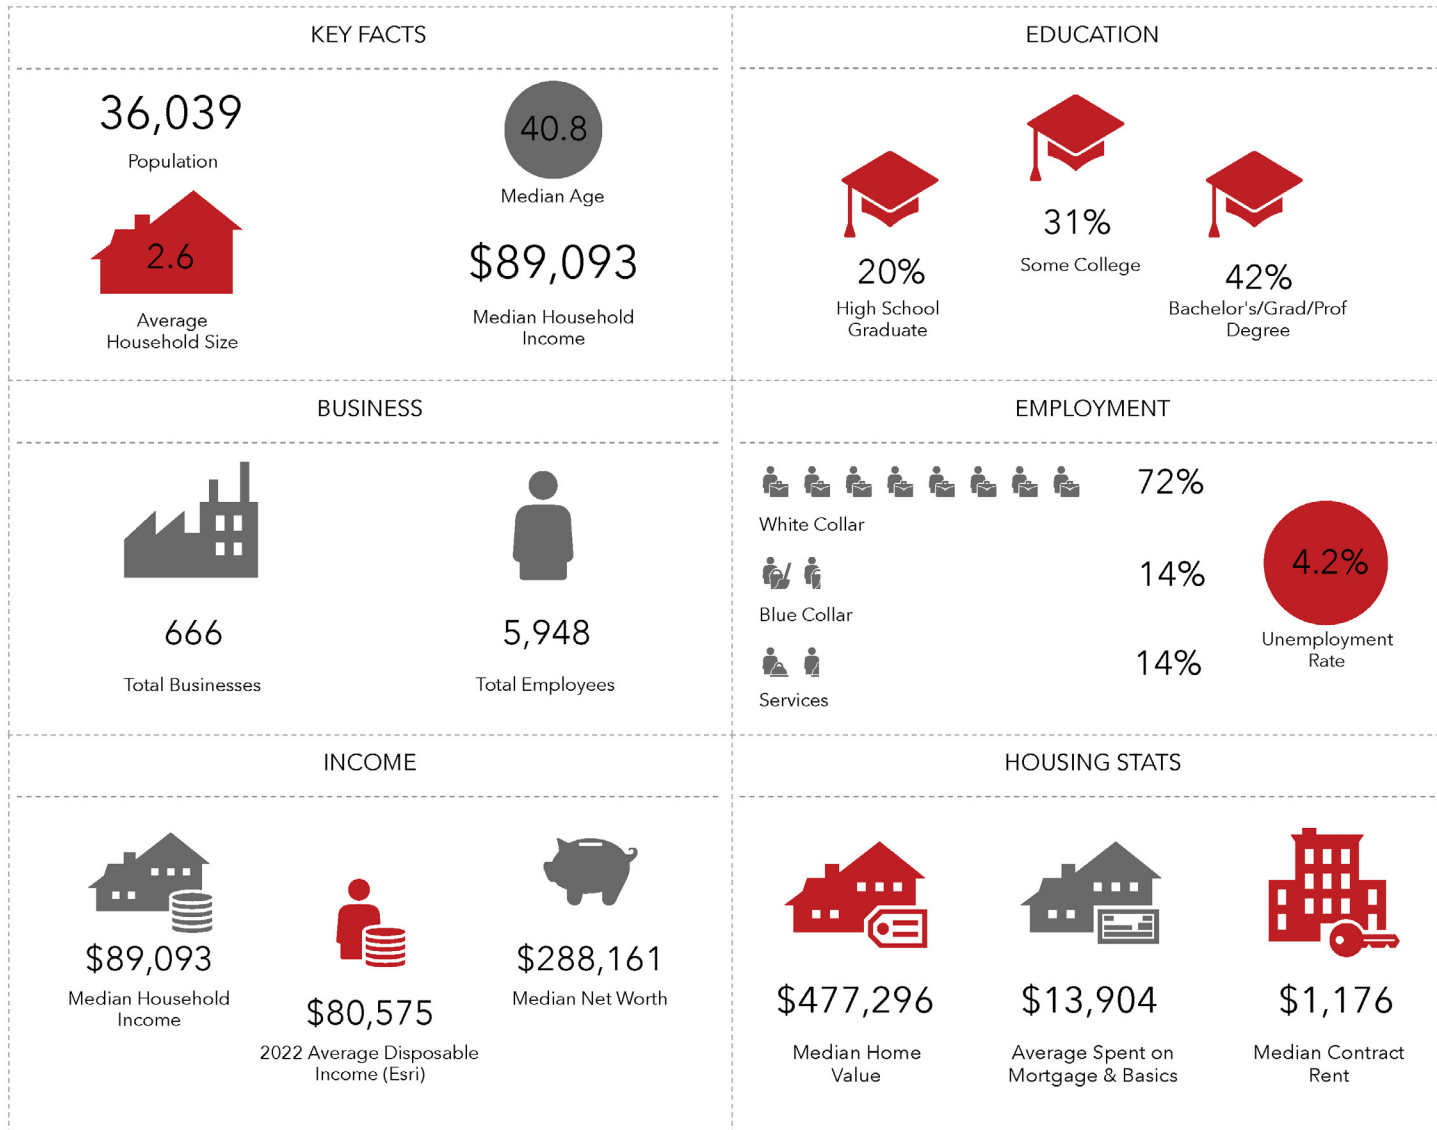 KEY FACTS
36,039
Population
40.8
Median Age
2.6
Average
Household Size
$89,093
Median Household
Income
EDUCATION
20%
High School
Graduate
31%
Some College
42%
Bachelor's/Grad/Prof
Degree
BUSINESS
666
Total Businesses
5,948
Total Employees
EMPLOYMENT
72%
White Collar
14%
Blue Collar
14%
Services
4.2%
Unemployment
Rate
INCOME
$89,093
Median Household
Income
$80,575
2022 Average Disposable
Income (Esri)
$288,161
Median Net Worth
HOUSING STATS
$477,296
Median Home
Value
$13,904
Average Spent on
Mortgage & Basics
$1,176
Median Contract
Rent